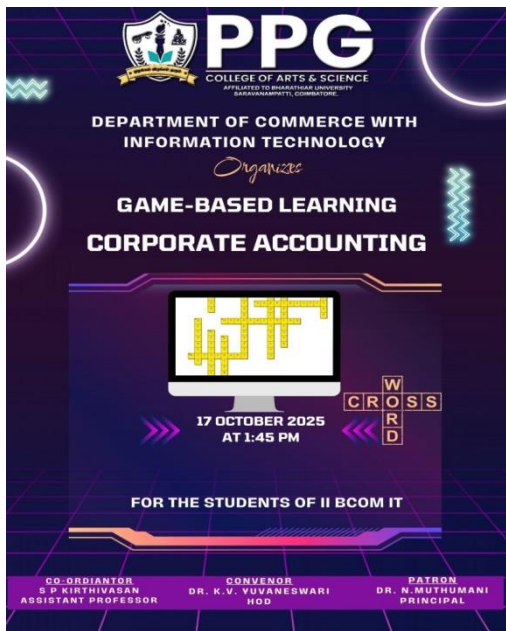 PPG
COLLEGE OF ARTS & SCIENCE
AFFILIATED TO BHARATHIAR UNIVERSITY
SARAVANAMPATTI, COIMBATORE.
DEPARTMENT OF COMMERCE WITH
INFORMATION TECHNOLOGY
Organizes
GAME-BASED LEARNING
CORPORATE ACCOUNTING
CROSS
WORD
17 OCTOBER 2025
AT 1:45 PM
FOR THE STUDENTS OF II BCOM IT
CO-ORDIANTOR
S P KIRTHIVASAN
ASSISTANT PROFESSOR
CONVENOR
DR. K.V. YUVANESWARI
HOD
PATRON
DR. N.MUTHUMANI
PRINCIPAL